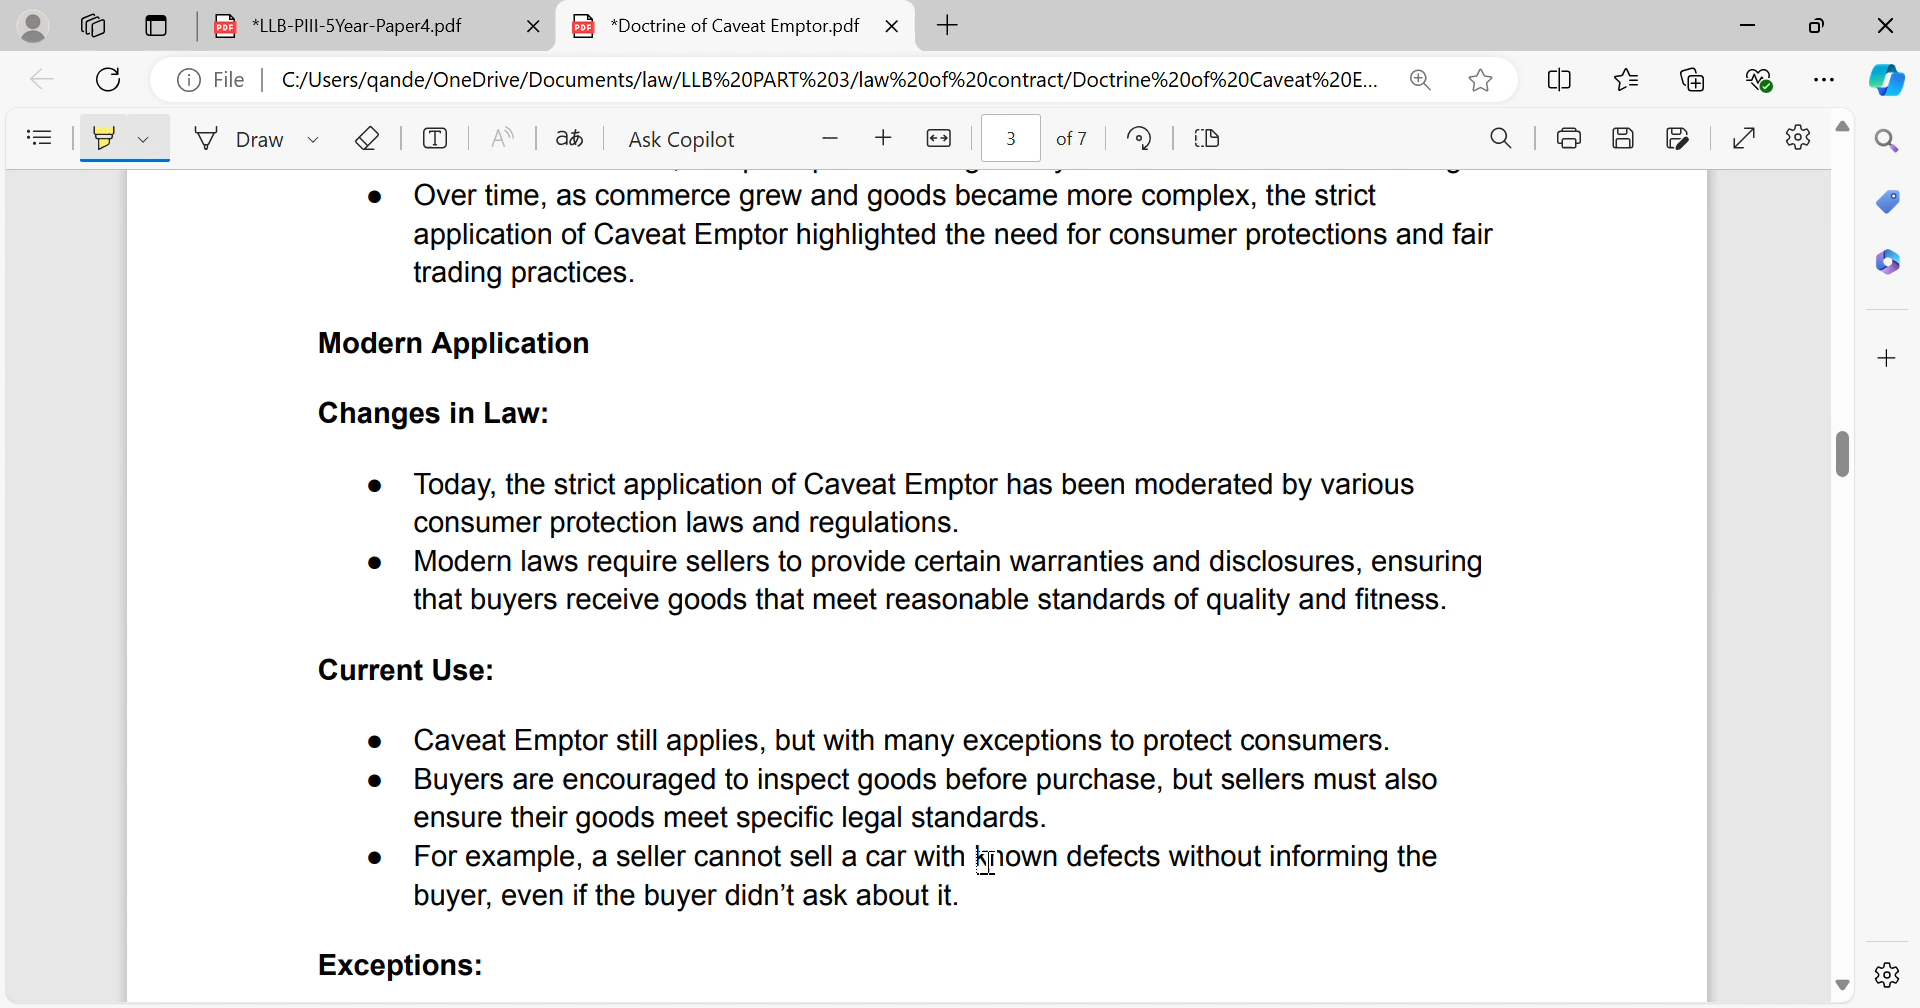 *LLB-PIII-5Year-Paper4.pdf
*Doctrine of Caveat Emptor.pdf
File
C:/Users/qande/OneDrive/Documents/law/LLB%20PART%203/law%20of%20contract/Doctrine%20of%20Caveat%20E...
Draw
aあ
Ask Copilot
3 of 7
● Over time, as commerce grew and goods became more complex, the strict
application of Caveat Emptor highlighted the need for consumer protections and fair
trading practices.
Modern Application
Changes in Law:
● Today, the strict application of Caveat Emptor has been moderated by various
consumer protection laws and regulations.
● Modern laws require sellers to provide certain warranties and disclosures, ensuring
that buyers receive goods that meet reasonable standards of quality and fitness.
Current Use:
● Caveat Emptor still applies, but with many exceptions to protect consumers.
● Buyers are encouraged to inspect goods before purchase, but sellers must also
ensure their goods meet specific legal standards.
● For example, a seller cannot sell a car with known defects without informing the
buyer, even if the buyer didn’t ask about it.
Exceptions: